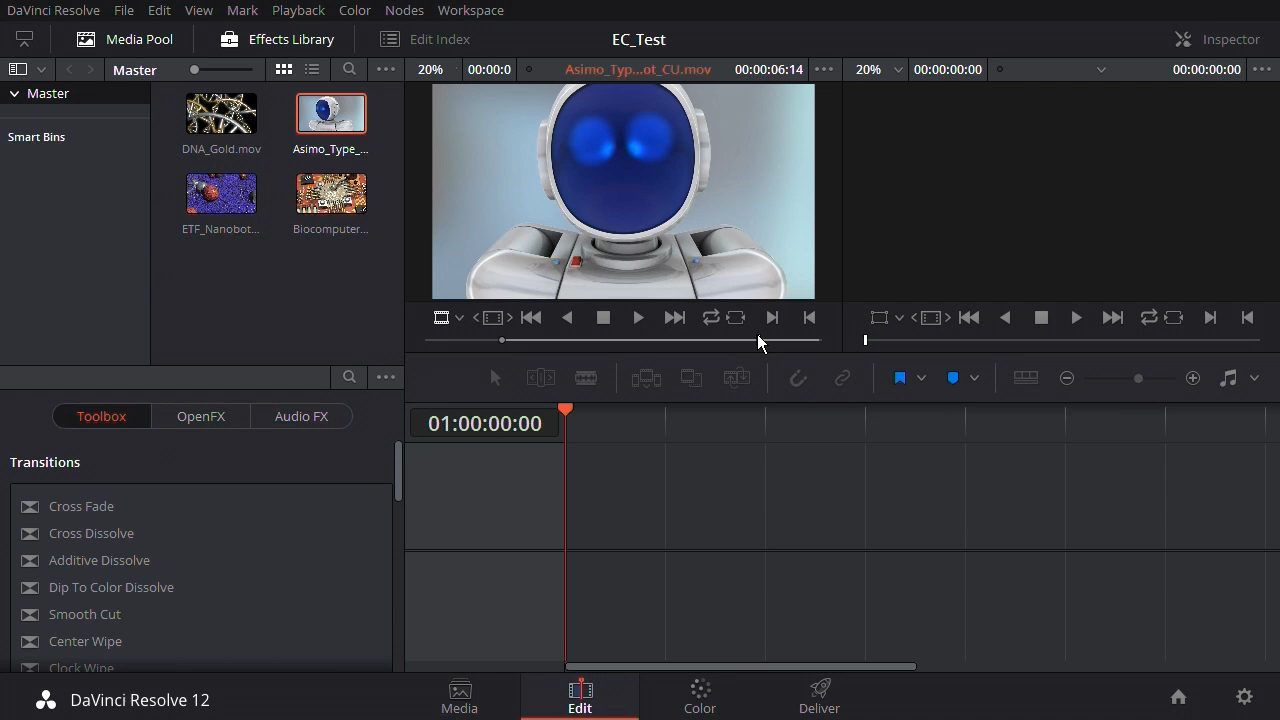 DaVinci Resolve File Edit View Mark Playback Color Nodes Workspace
Media Pool Effects Library Edit Index EC_Test Inspector
Master 20% 00:00:0 Asimo_Typ...ot_CU.mov 00:00:06:14 20% 00:00:00:00 00:00:00:00
Master
Smart Bins
DNA_Gold.mov Asimo_Type_...
ETF_Nanobot... Biocomputer...
Toolbox OpenFX Audio FX
01:00:00:00
Transitions
Cross Fade
Cross Dissolve
Additive Dissolve
Dip To Color Dissolve
Smooth Cut
Center Wipe
Clock Wipe
DaVinci Resolve 12 Media Edit Color Deliver